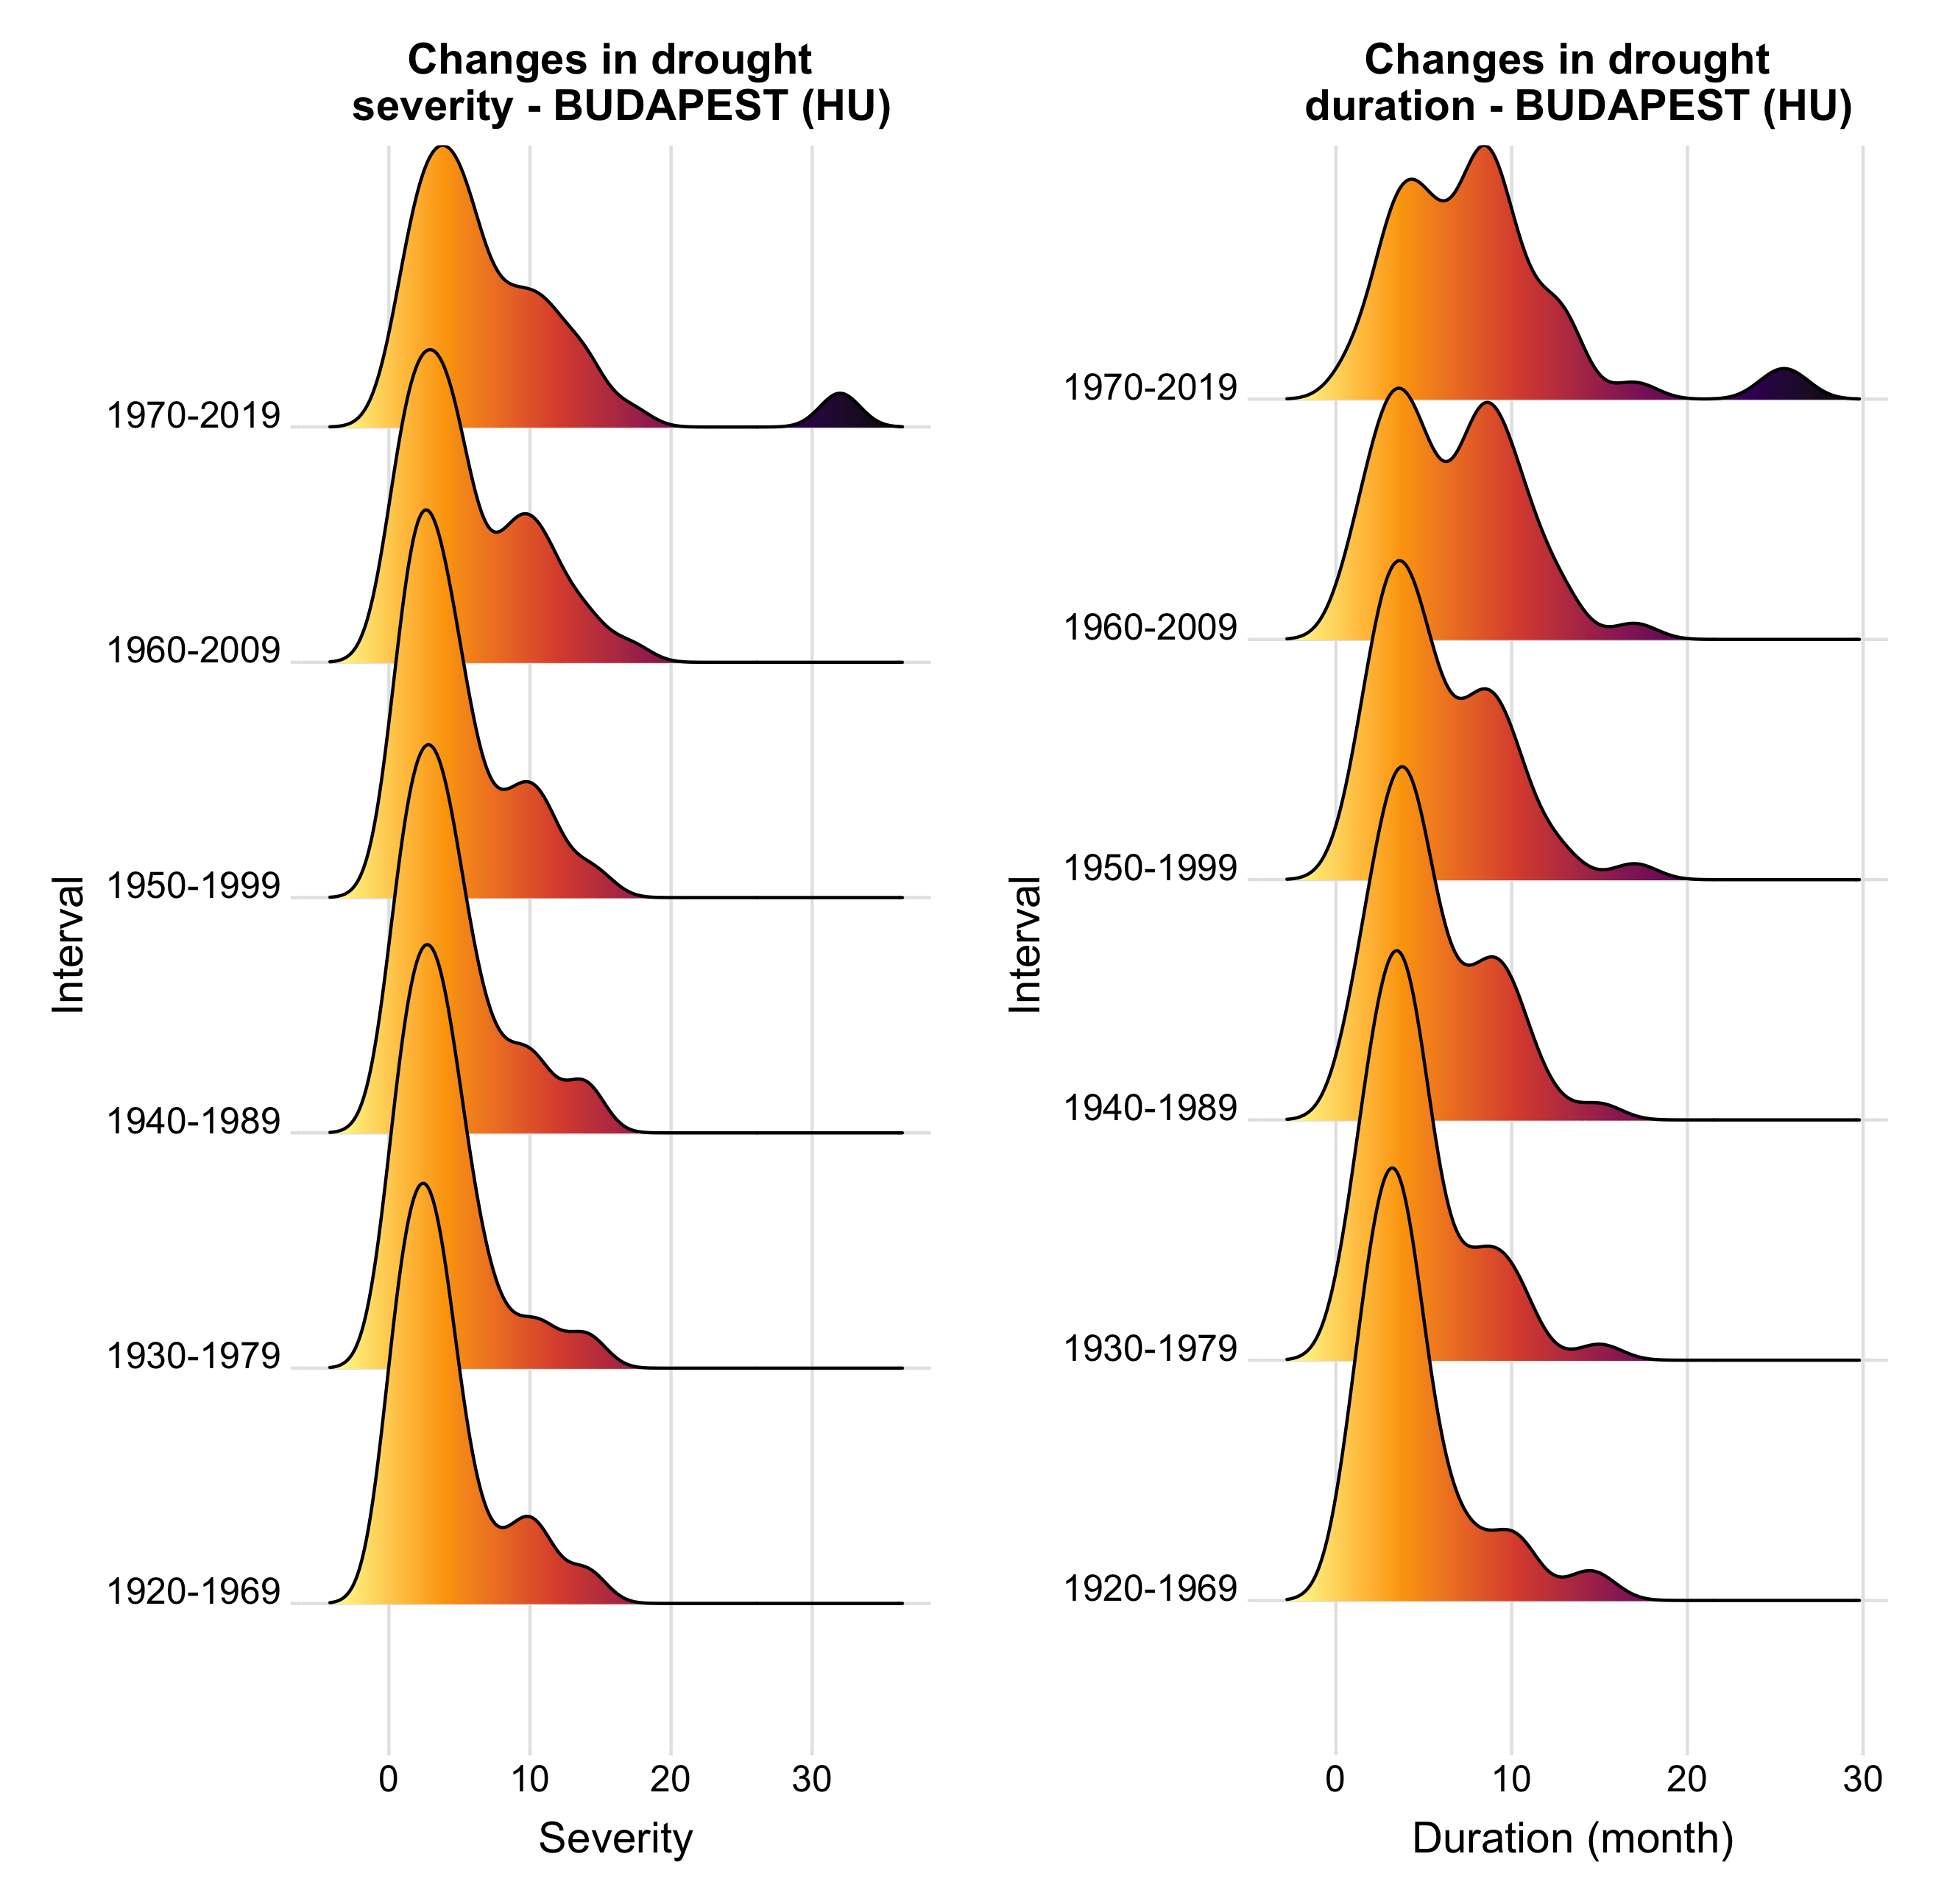 Changes in drought
severity - BUDAPEST (HU)
Interval
1970-2019
1960-2009
1950-1999
1940-1989
1930-1979
1920-1969
0 10 20 30
Severity
Changes in drought
duration - BUDAPEST (HU)
Interval
1970-2019
1960-2009
1950-1999
1940-1989
1930-1979
1920-1969
0 10 20 30
Duration (month)